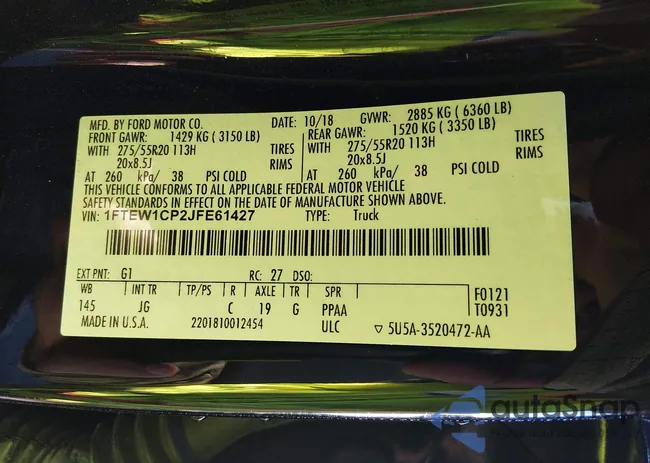 MFD. BY FORD MOTOR CO. DATE: 10/18 GVWR: 2885 KG ( 6360 LB)
FRONT GAWR: 1429 KG ( 3150 LB) REAR GAWR: 1520 KG ( 3350 LB)
WITH 275/55R20 113H TIRES WITH 275/55R20 113H TIRES
20x8.5J RIMS 20x8.5J RIMS
AT 260 kPa/ 38 PSI COLD AT 260 kPa/ 38 PSI COLD
THIS VEHICLE CONFORMS TO ALL APPLICABLE FEDERAL MOTOR VEHICLE
SAFETY STANDARDS IN EFFECT ON THE DATE OF MANUFACTURE SHOWN ABOVE.
VIN: 1FTEW1CP2JFE61427 TYPE: Truck
EXT PNT: G1 RC: 27 DSO:
WB INT TR TP/PS R AXLE TR SPR F0121
145 JG C 19 G PPAA T0931
MADE IN U.S.A. 2201810012454 ULC ▽ 5U5A-3520472-AA
autoSnap